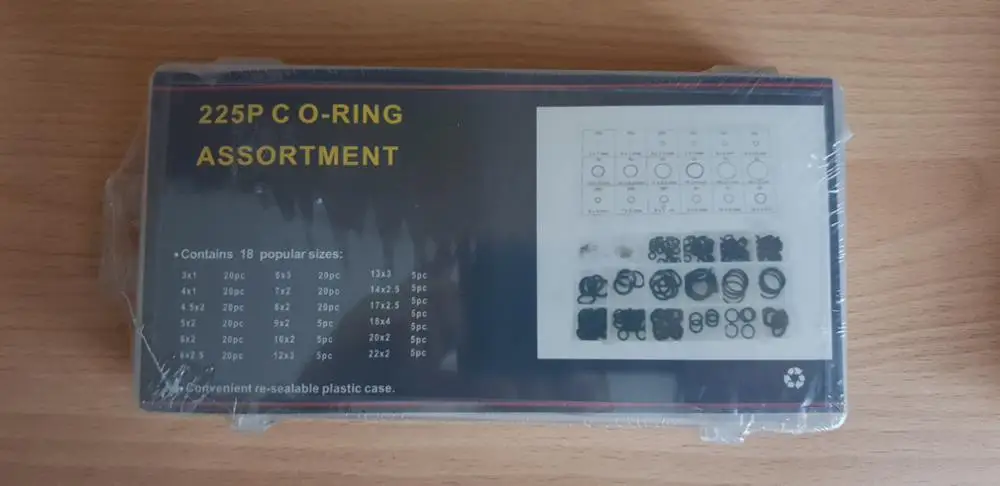 225P C O-RING
ASSORTMENT
•Contains 18 popular sizes:
3x1 20pc 6x3 20pc 13x3 5pc
4x1 20pc 7x2 20pc 14x2.5 5pc
4.5x2 20pc 8x2 20pc 17x2.5 5pc
5x2 20pc 9x2 5pc 18x4 5pc
6x2 20pc 10x2 5pc 20x2 5pc
6x2.5 20pc 12x3 5pc 22x2 5pc
•Convenient re-sealable plastic case.